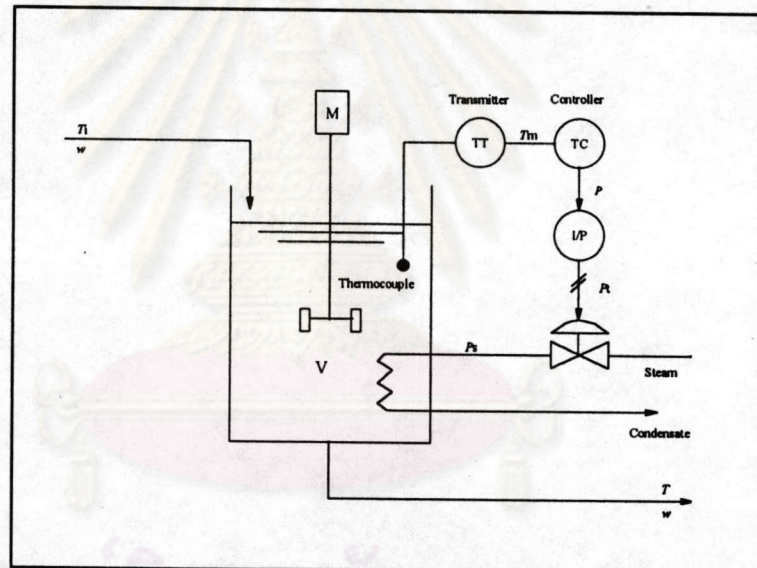 Transmitter
Controller
M
Ti
w
TT
Tm
TC
P
I/P
Thermocouple
Pt
V
Ps
Steam
Condensate
T
w